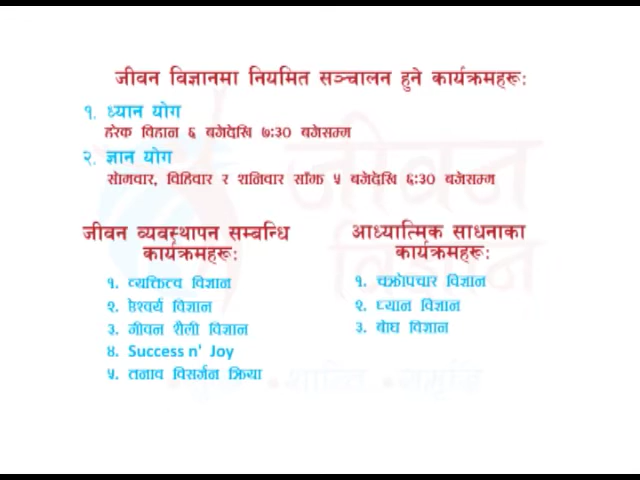 जीवन विज्ञानमा नियमित सञ्चालन हुने कार्यक्रमहरू:
१. ध्यान योग
हरेक विहान ६ बजेदेखि ७:३० बजेसम्म
२. ज्ञान योग
सोमवार, विहिवार र शनिवार साँझ ५ बजेदेखि ६:३० बजेसम्म
जीवन व्यवस्थापन सम्बन्धि
कार्यक्रमहरू:
१. व्यक्तित्व विज्ञान
२. ऐश्वर्य विज्ञान
३. जीवन शैली विज्ञान
४. Success n' Joy
५. तनाव विसर्जन क्रिया
आध्यात्मिक साधनाका
कार्यक्रमहरू:
१. चक्रोपचार विज्ञान
२. ध्यान विज्ञान
३. बोध विज्ञान
जीवन
विज्ञान
शान्ति